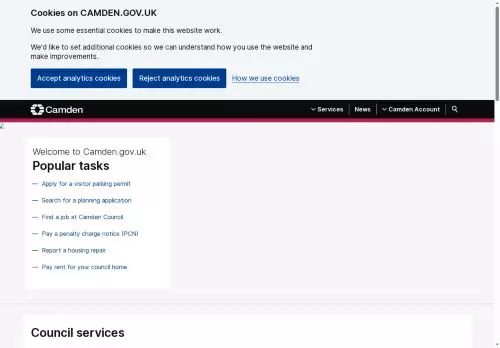 Cookies on CAMDEN.GOV.UK
We use some essential cookies to make this website work.
We'd like to set additional cookies so we can understand how you use the website and
make improvements.
Accept analytics cookies Reject analytics cookies How we use cookies
Camden Services News Camden Account
Welcome to Camden.gov.uk
Popular tasks
— Apply for a visitor parking permit
— Search for a planning application
— Find a job at Camden Council
— Pay a penalty charge notice (PCN)
— Report a housing repair
— Pay rent for your council home
Council services